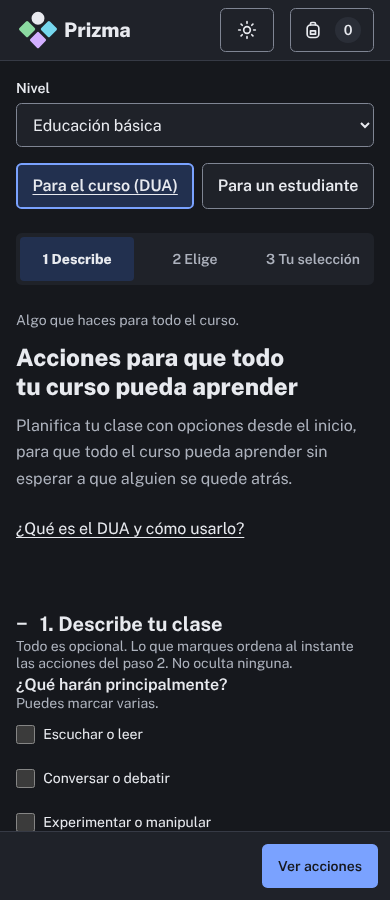 Prizma
0
Nivel
Educación básica
Para el curso (DUA)
Para un estudiante
1 Describe
2 Elige
3 Tu selección
Algo que haces para todo el curso.
Acciones para que todo
tu curso pueda aprender
Planifica tu clase con opciones desde el inicio,
para que todo el curso pueda aprender sin
esperar a que alguien se quede atrás.
¿Qué es el DUA y cómo usarlo?
− 1. Describe tu clase
Todo es opcional. Lo que marques ordena al instante
las acciones del paso 2. No oculta ninguna.
¿Qué harán principalmente?
Puedes marcar varias.
Escuchar o leer
Conversar o debatir
Experimentar o manipular
Ver acciones